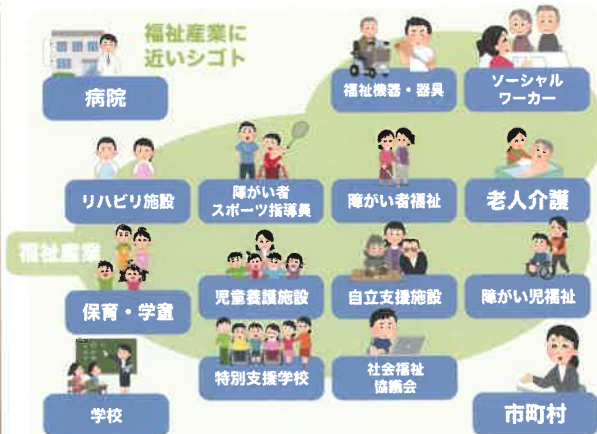 福祉産業に
近いシゴト
病院
福祉機器・器具
ソーシャル
ワーカー
リハビリ施設
障がい者
スポーツ指導員
障がい者福祉
老人介護
福祉産業
保育・学童
児童養護施設
自立支援施設
障がい児福祉
学校
特別支援学校
社会福祉
協議会
市町村